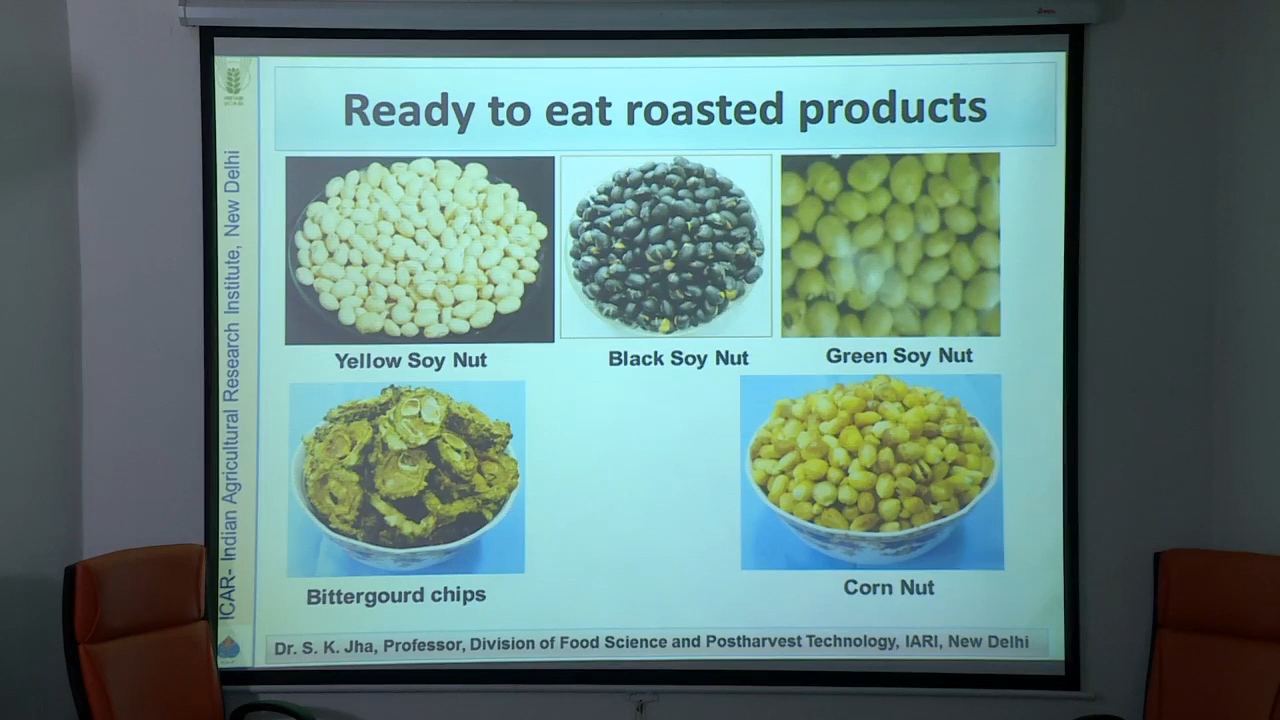 Ready to eat roasted products
ICAR- Indian Agricultural Research Institute, New Delhi
Yellow Soy Nut
Black Soy Nut
Green Soy Nut
Bittergourd chips
Corn Nut
Dr. S. K. Jha, Professor, Division of Food Science and Postharvest Technology, IARI, New Delhi